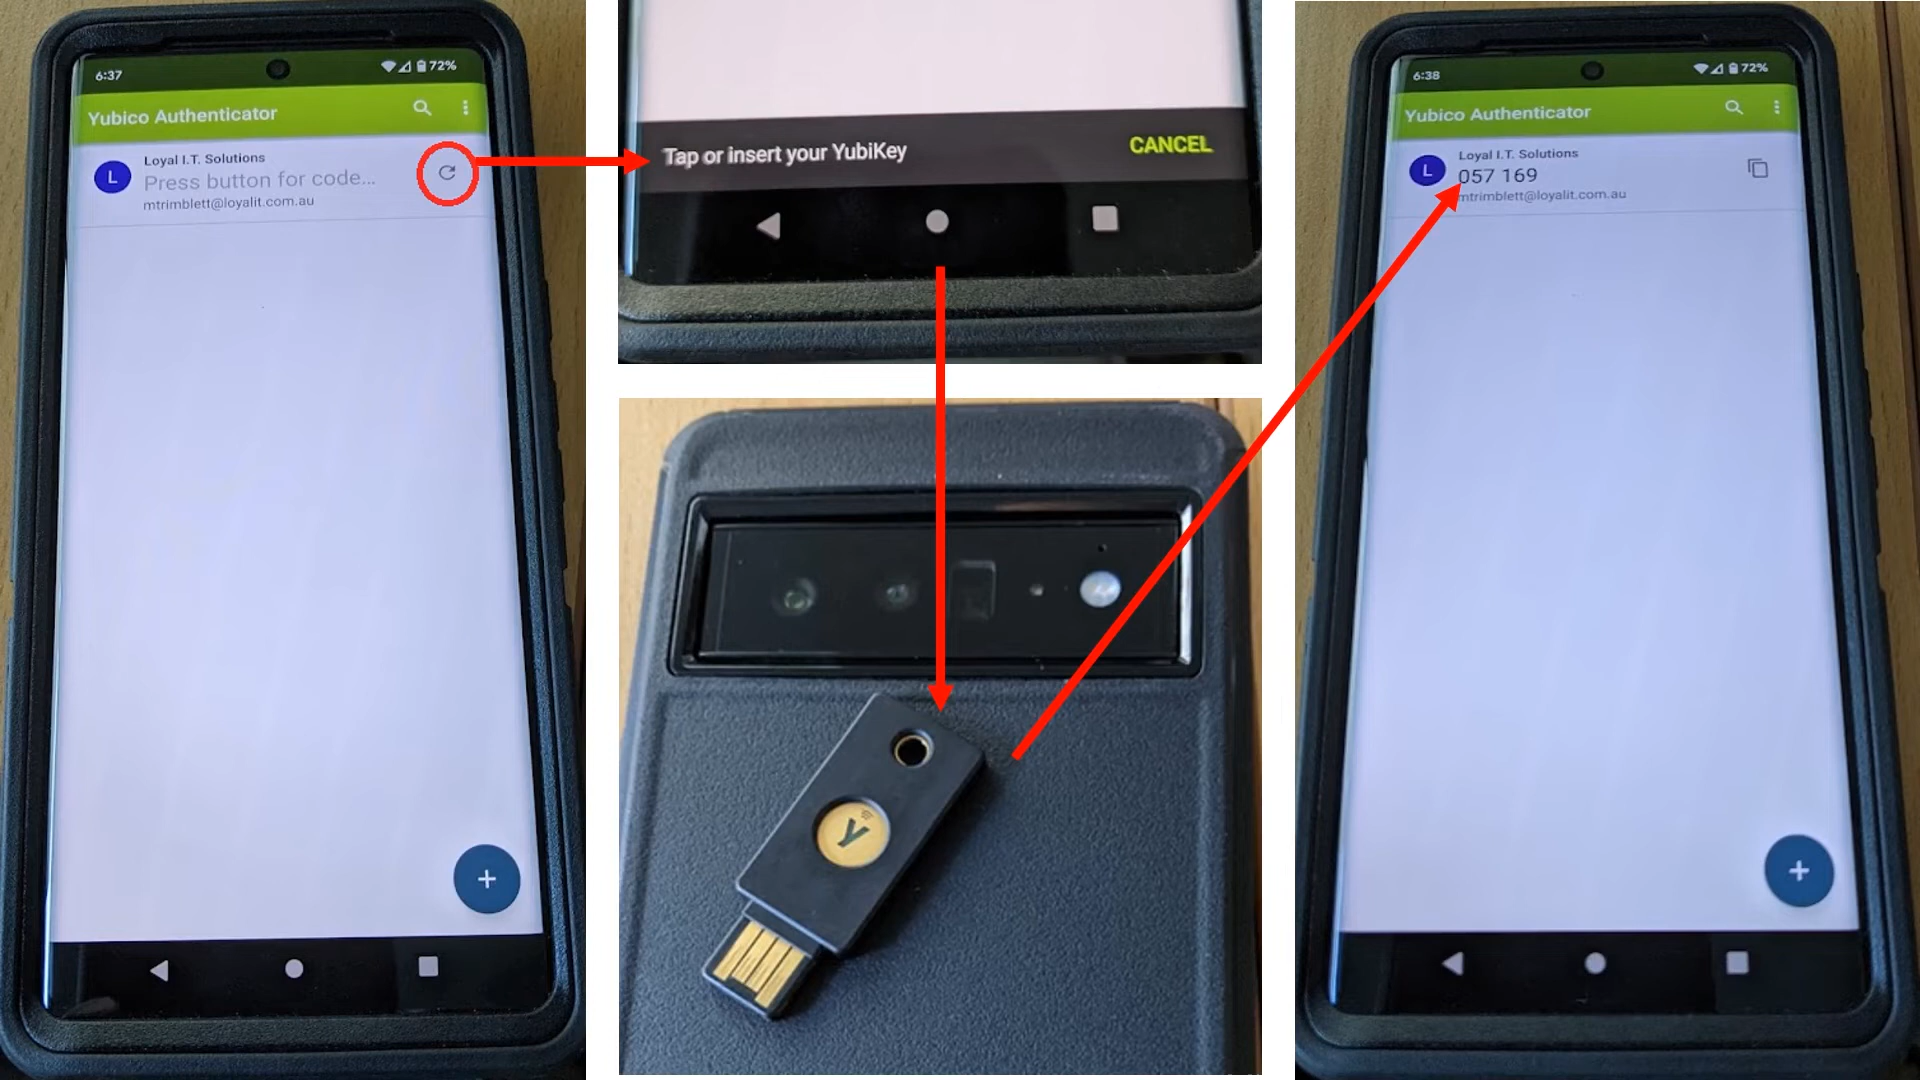 6:37
72%
Yubico Authenticator
L
Loyal I.T. Solutions
Press button for code...
mtrimblett@loyalit.com.au
+
Tap or insert your YubiKey
CANCEL
y
6:38
72%
Yubico Authenticator
L
Loyal I.T. Solutions
057 169
mtrimblett@loyalit.com.au
+